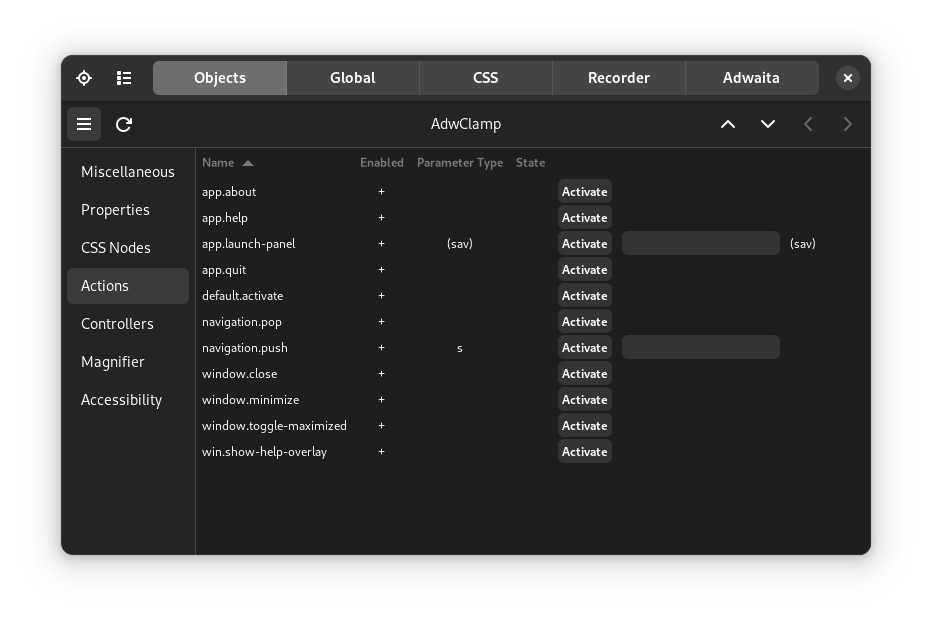 Objects Global CSS Recorder Adwaita
AdwClamp
Miscellaneous
Properties
CSS Nodes
Actions
Controllers
Magnifier
Accessibility
Name Enabled Parameter Type State
app.about + Activate
app.help + Activate
app.launch-panel + (sav) Activate (sav)
app.quit + Activate
default.activate + Activate
navigation.pop + Activate
navigation.push + s Activate
window.close + Activate
window.minimize + Activate
window.toggle-maximized + Activate
win.show-help-overlay + Activate